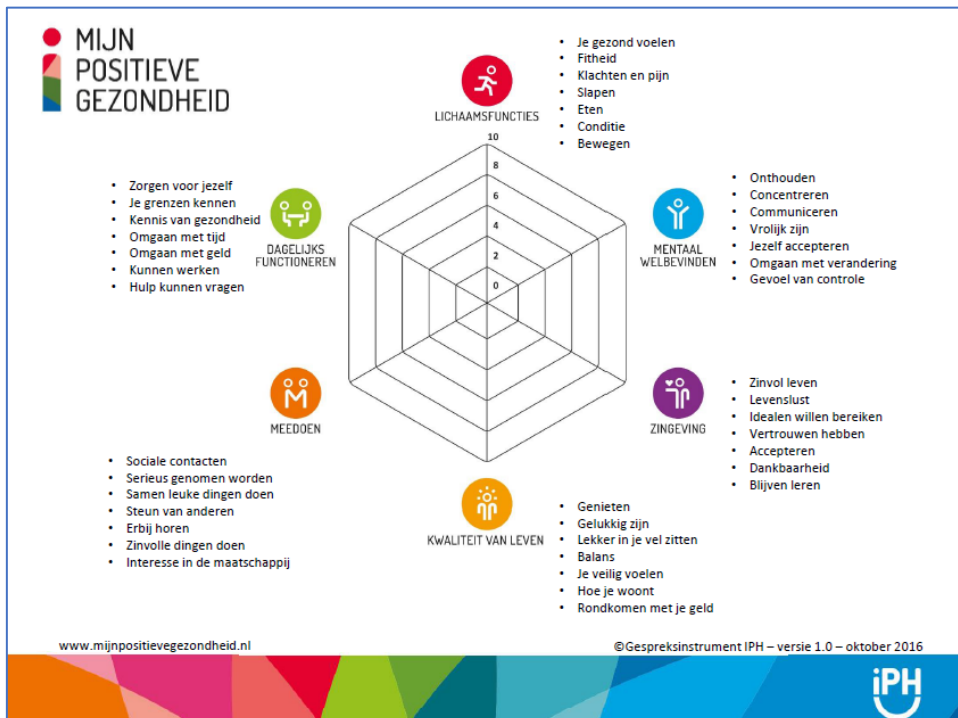 MIJN
POSITIEVE
GEZONDHEID
LICHAAMSFUNCTIES
• Je gezond voelen
• Fitheid
• Klachten en pijn
• Slapen
• Eten
• Conditie
• Bewegen
10
8
6
4
2
0
MENTAAL
WELBEVINDEN
• Onthouden
• Concentreren
• Communiceren
• Vrolijk zijn
• Jezelf accepteren
• Omgaan met verandering
• Gevoel van controle
• Zorgen voor jezelf
• Je grenzen kennen
• Kennis van gezondheid
• Omgaan met tijd
• Omgaan met geld
• Kunnen werken
• Hulp kunnen vragen
DAGELIJKS
FUNCTIONEREN
ZINGEVING
• Zinvol leven
• Levenslust
• Idealen willen bereiken
• Vertrouwen hebben
• Accepteren
• Dankbaarheid
• Blijven leren
MEEDOEN
• Sociale contacten
• Serieus genomen worden
• Samen leuke dingen doen
• Steun van anderen
• Erbij horen
• Zinvolle dingen doen
• Interesse in de maatschappij
KWALITEIT VAN LEVEN
• Genieten
• Gelukkig zijn
• Lekker in je vel zitten
• Balans
• Je veilig voelen
• Hoe je woont
• Rondkomen met je geld
www.mijnpositievegezondheid.nl
©Gespreksinstrument IPH – versie 1.0 – oktober 2016
iPH